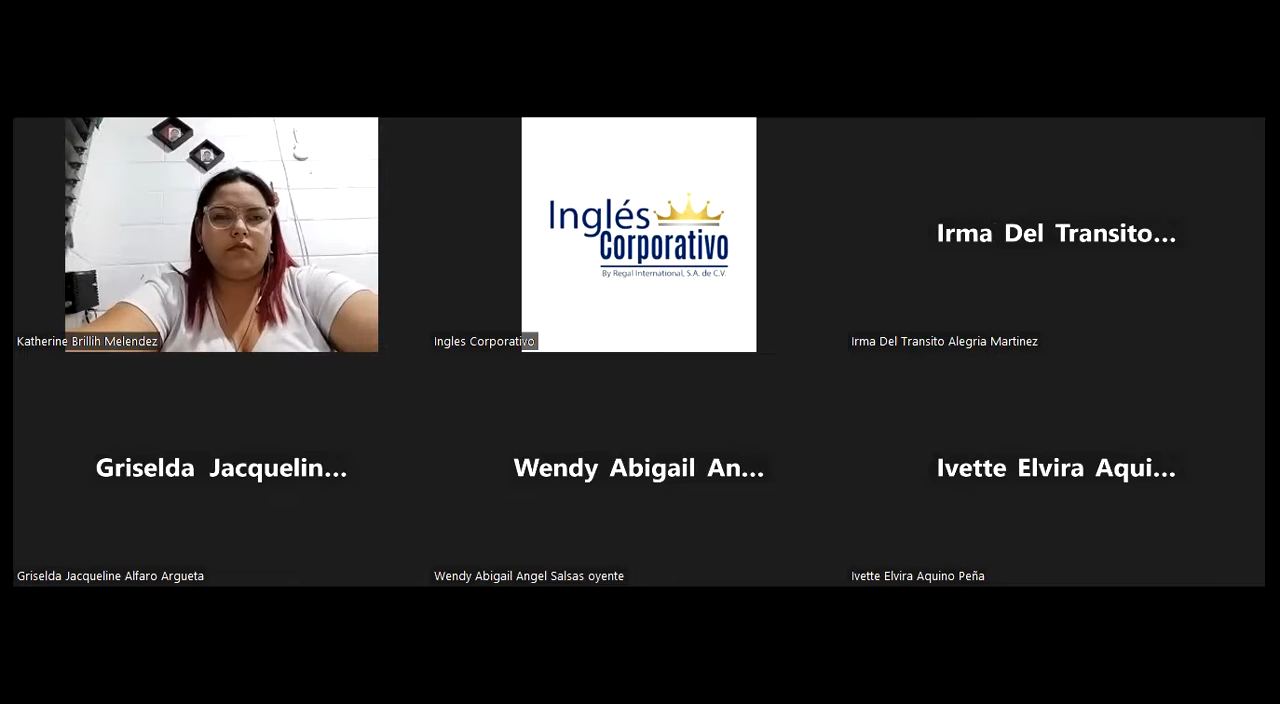 Inglés
Corporativo
By Regal International, S.A. de C.V.
Irma Del Transito...
Katherine Brillih Melendez
Ingles Corporativo
Irma Del Transito Alegria Martinez
Griselda Jacquelin...
Wendy Abigail An...
Ivette Elvira Aqui...
Griselda Jacqueline Alfaro Argueta
Wendy Abigail Angel Salsas oyente
Ivette Elvira Aquino Peña